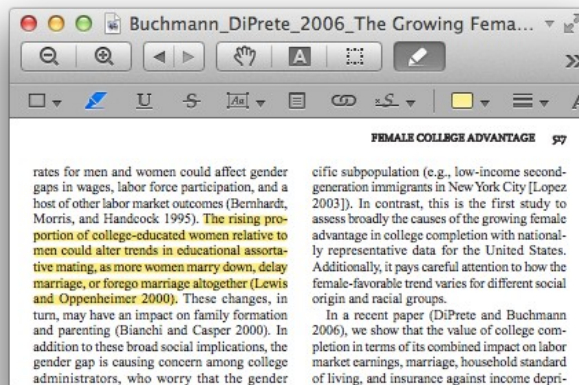 Buchmann_DiPrete_2006_The Growing Fema...
A
U
S
Aa
S
A
FEMALE COLLEGE ADVANTAGE 527
rates for men and women could affect gender
gaps in wages, labor force participation, and a
host of other labor market outcomes (Bernhardt,
Morris, and Handcock 1995). The rising pro-
portion of college-educated women relative to
men could alter trends in educational assorta-
tive mating, as more women marry down, delay
marriage, or forego marriage altogether (Lewis
and Oppenheimer 2000). These changes, in
turn, may have an impact on family formation
and parenting (Bianchi and Casper 2000). In
addition to these broad social implications, the
gender gap is causing concern among college
administrators, who worry that the gender
cific subpopulation (e.g., low-income second-
generation immigrants in New York City [Lopez
2003]). In contrast, this is the first study to
assess broadly the causes of the growing female
advantage in college completion with national-
ly representative data for the United States.
Additionally, it pays careful attention to how the
female-favorable trend varies for different social
origin and racial groups.
In a recent paper (DiPrete and Buchmann
2006), we show that the value of college com-
pletion in terms of its combined impact on labor
market earnings, marriage, household standard
of living, and insurance against income depri-